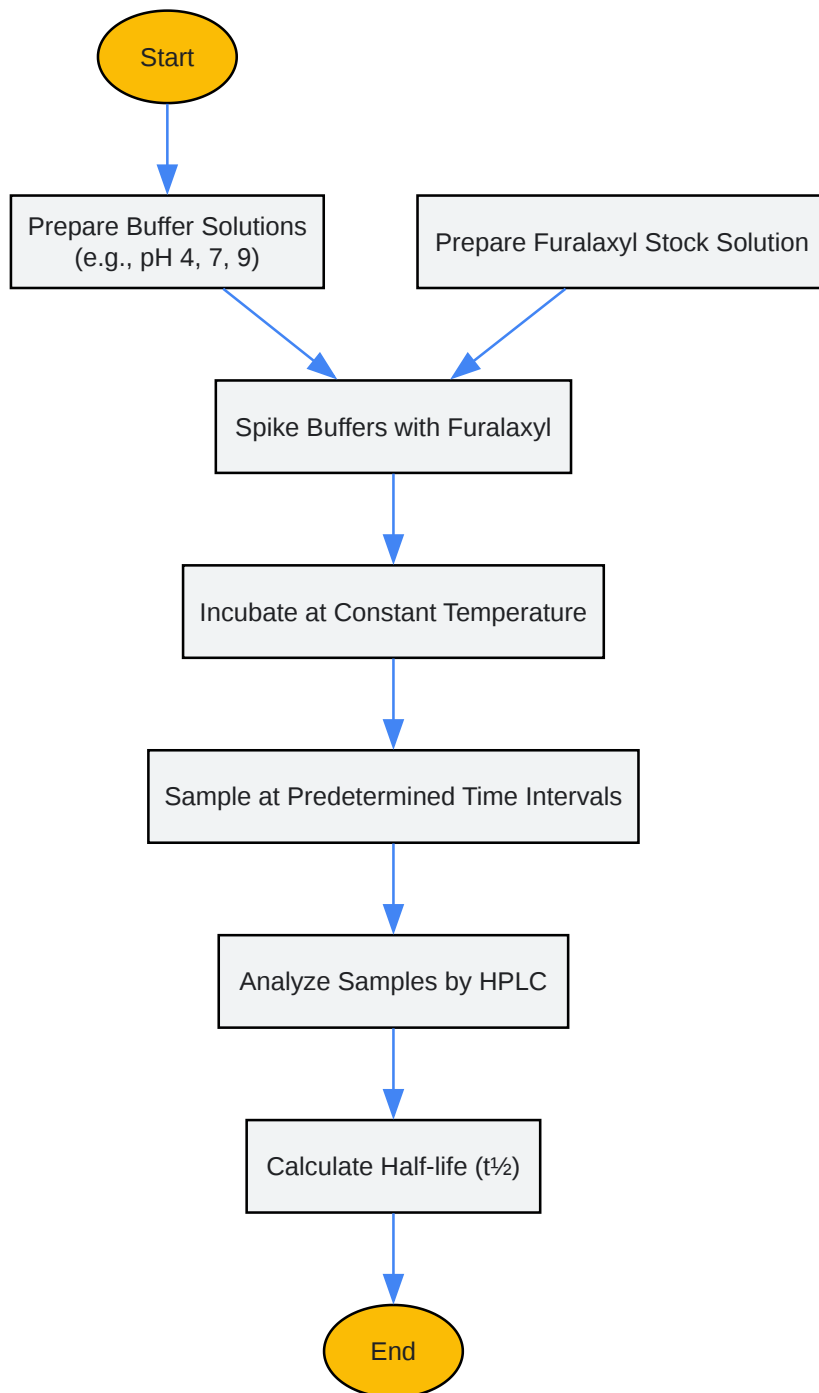 Start
Prepare Buffer Solutions
(e.g., pH 4, 7, 9)
Prepare Furalaxyl Stock Solution
Spike Buffers with Furalaxyl
Incubate at Constant Temperature
Sample at Predetermined Time Intervals
Analyze Samples by HPLC
Calculate Half-life (t½)
End